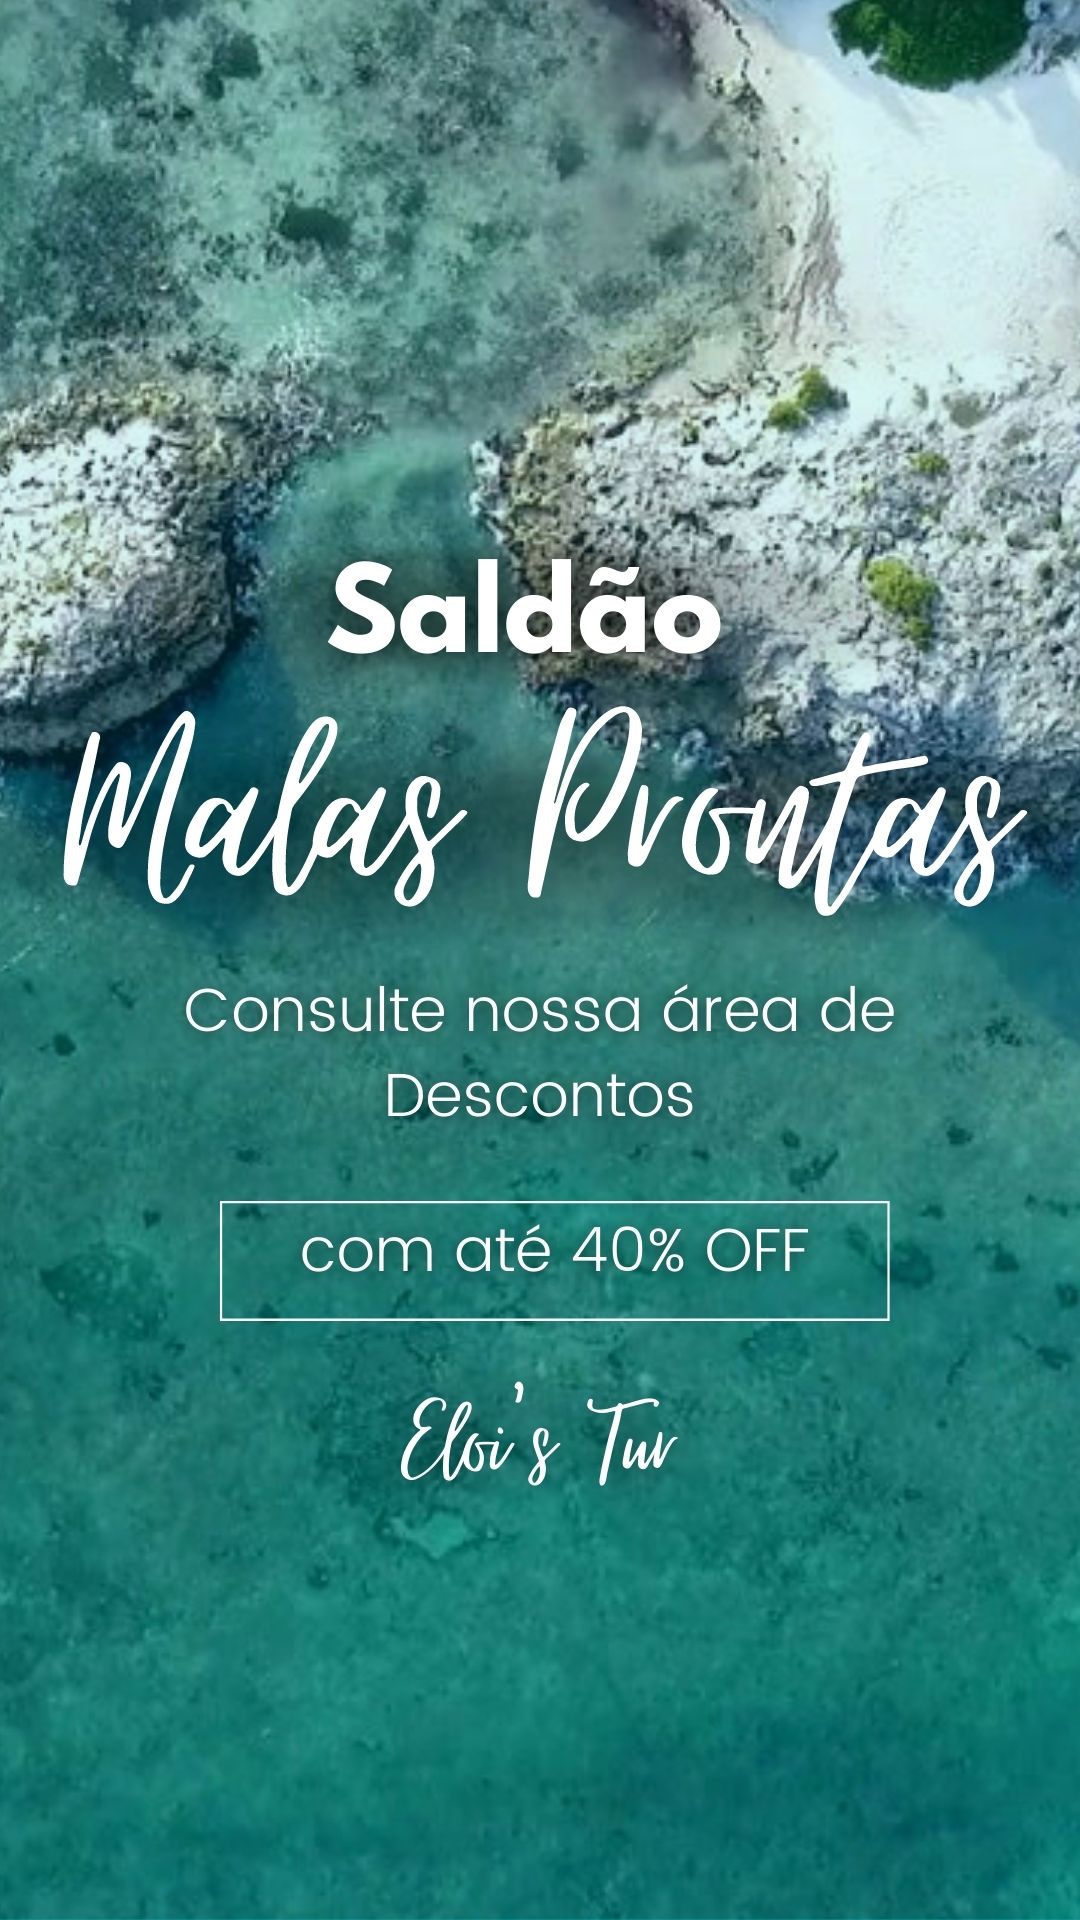 Saldão
Malas Prontas
Consulte nossa área de
Descontos
com até 40% OFF
Eloi's Tur